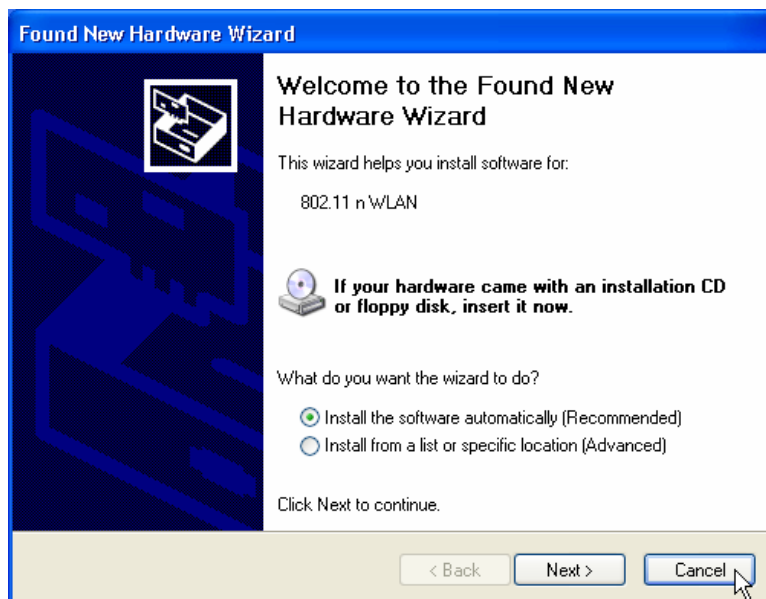 Found New Hardware Wizard
Welcome to the Found New
Hardware Wizard
This wizard helps you install software for:
802.11 n WLAN
If your hardware came with an installation CD
or floppy disk, insert it now.
What do you want the wizard to do?
Install the software automatically (Recommended)
Install from a list or specific location (Advanced)
Click Next to continue.
< Back
Next >
Cancel